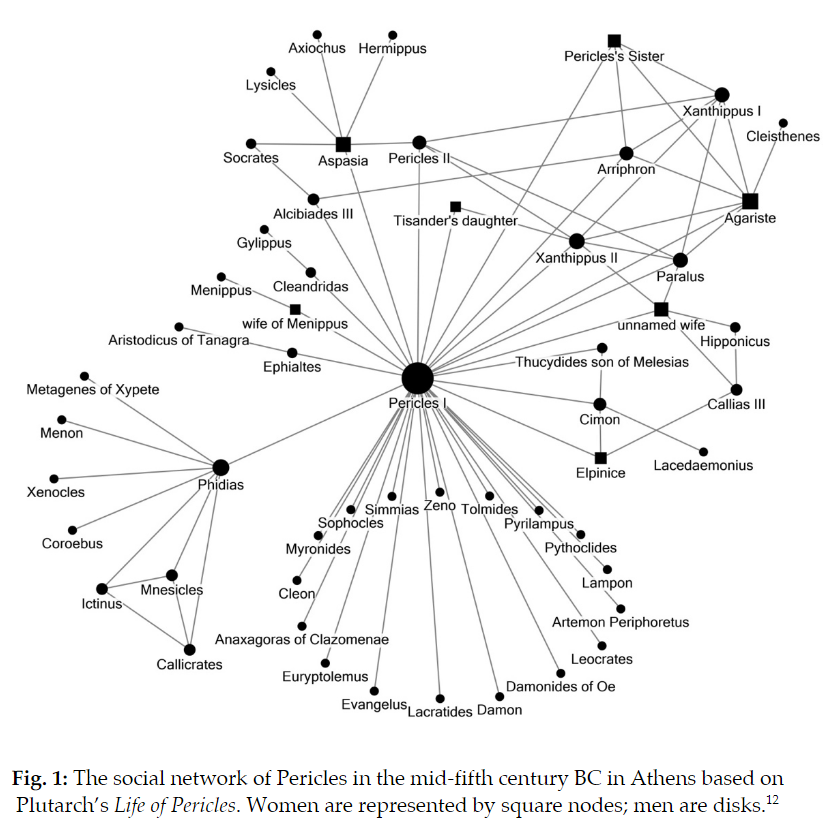 Axiochus
Hermippus
Pericles's Sister
Lysicles
Xanthippus I
Cleisthenes
Socrates
Aspasia
Pericles II
Arriphron
Alcibiades III
Tisander's daughter
Agariste
Gylippus
Xanthippus II
Paralus
Cleandridas
Menippus
wife of Menippus
unnamed wife
Aristodicus of Tanagra
Hipponicus
Ephialtes
Thucydides son of Melesias
Metagenes of Xypete
Pericles I
Callias III
Cimon
Menon
Elpinice
Lacedaemonius
Phidias
Xenocles
Simmias
Zeno
Tolmides
Sophocles
Pyrilampus
Coroebus
Myronides
Pythoclides
Mnesicles
Lampon
Cleon
Ictinus
Artemon Periphoretus
Anaxagoras of Clazomenae
Callicrates
Leocrates
Euryptolemus
Damonides of Oe
Evangelus
Lacratides
Damon
Fig. 1: The social network of Pericles in the mid-fifth century BC in Athens based on
Plutarch's Life of Pericles. Women are represented by square nodes; men are disks.12